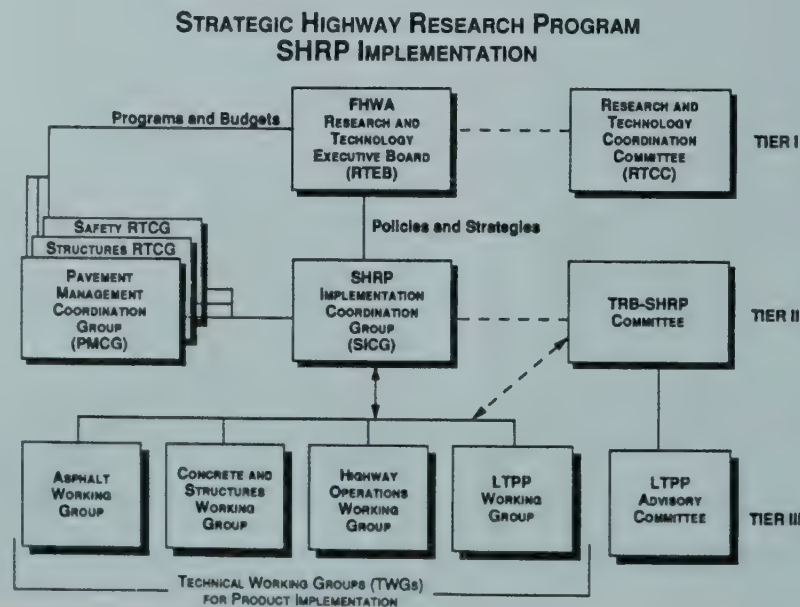 STRATEGIC HIGHWAY RESEARCH PROGRAM
SHRP IMPLEMENTATION
Programs and Budgets
FHWA
RESEARCH AND
TECHNOLOGY
EXECUTIVE BOARD
(RTEB)
RESEARCH AND
TECHNOLOGY
COORDINATION
COMMITTEE
(RTCC)
TIER I
Policies and Strategies
SAFETY RTCG
STRUCTURES RTCG
PAVEMENT
MANAGEMENT
COORDINATION
GROUP
(PMCG)
SHRP
IMPLEMENTATION
COORDINATION
GROUP
(SICG)
TRB-SHRP
COMMITTEE
TIER II
ASPHALT
WORKING
GROUP
CONCRETE AND
STRUCTURES
WORKING
GROUP
HIGHWAY
OPERATIONS
WORKING
GROUP
LTPP
WORKING
GROUP
LTPP
ADVISORY
COMMITTEE
TIER III
TECHNICAL WORKING GROUPS (TWGS)
FOR PRODUCT IMPLEMENTATION